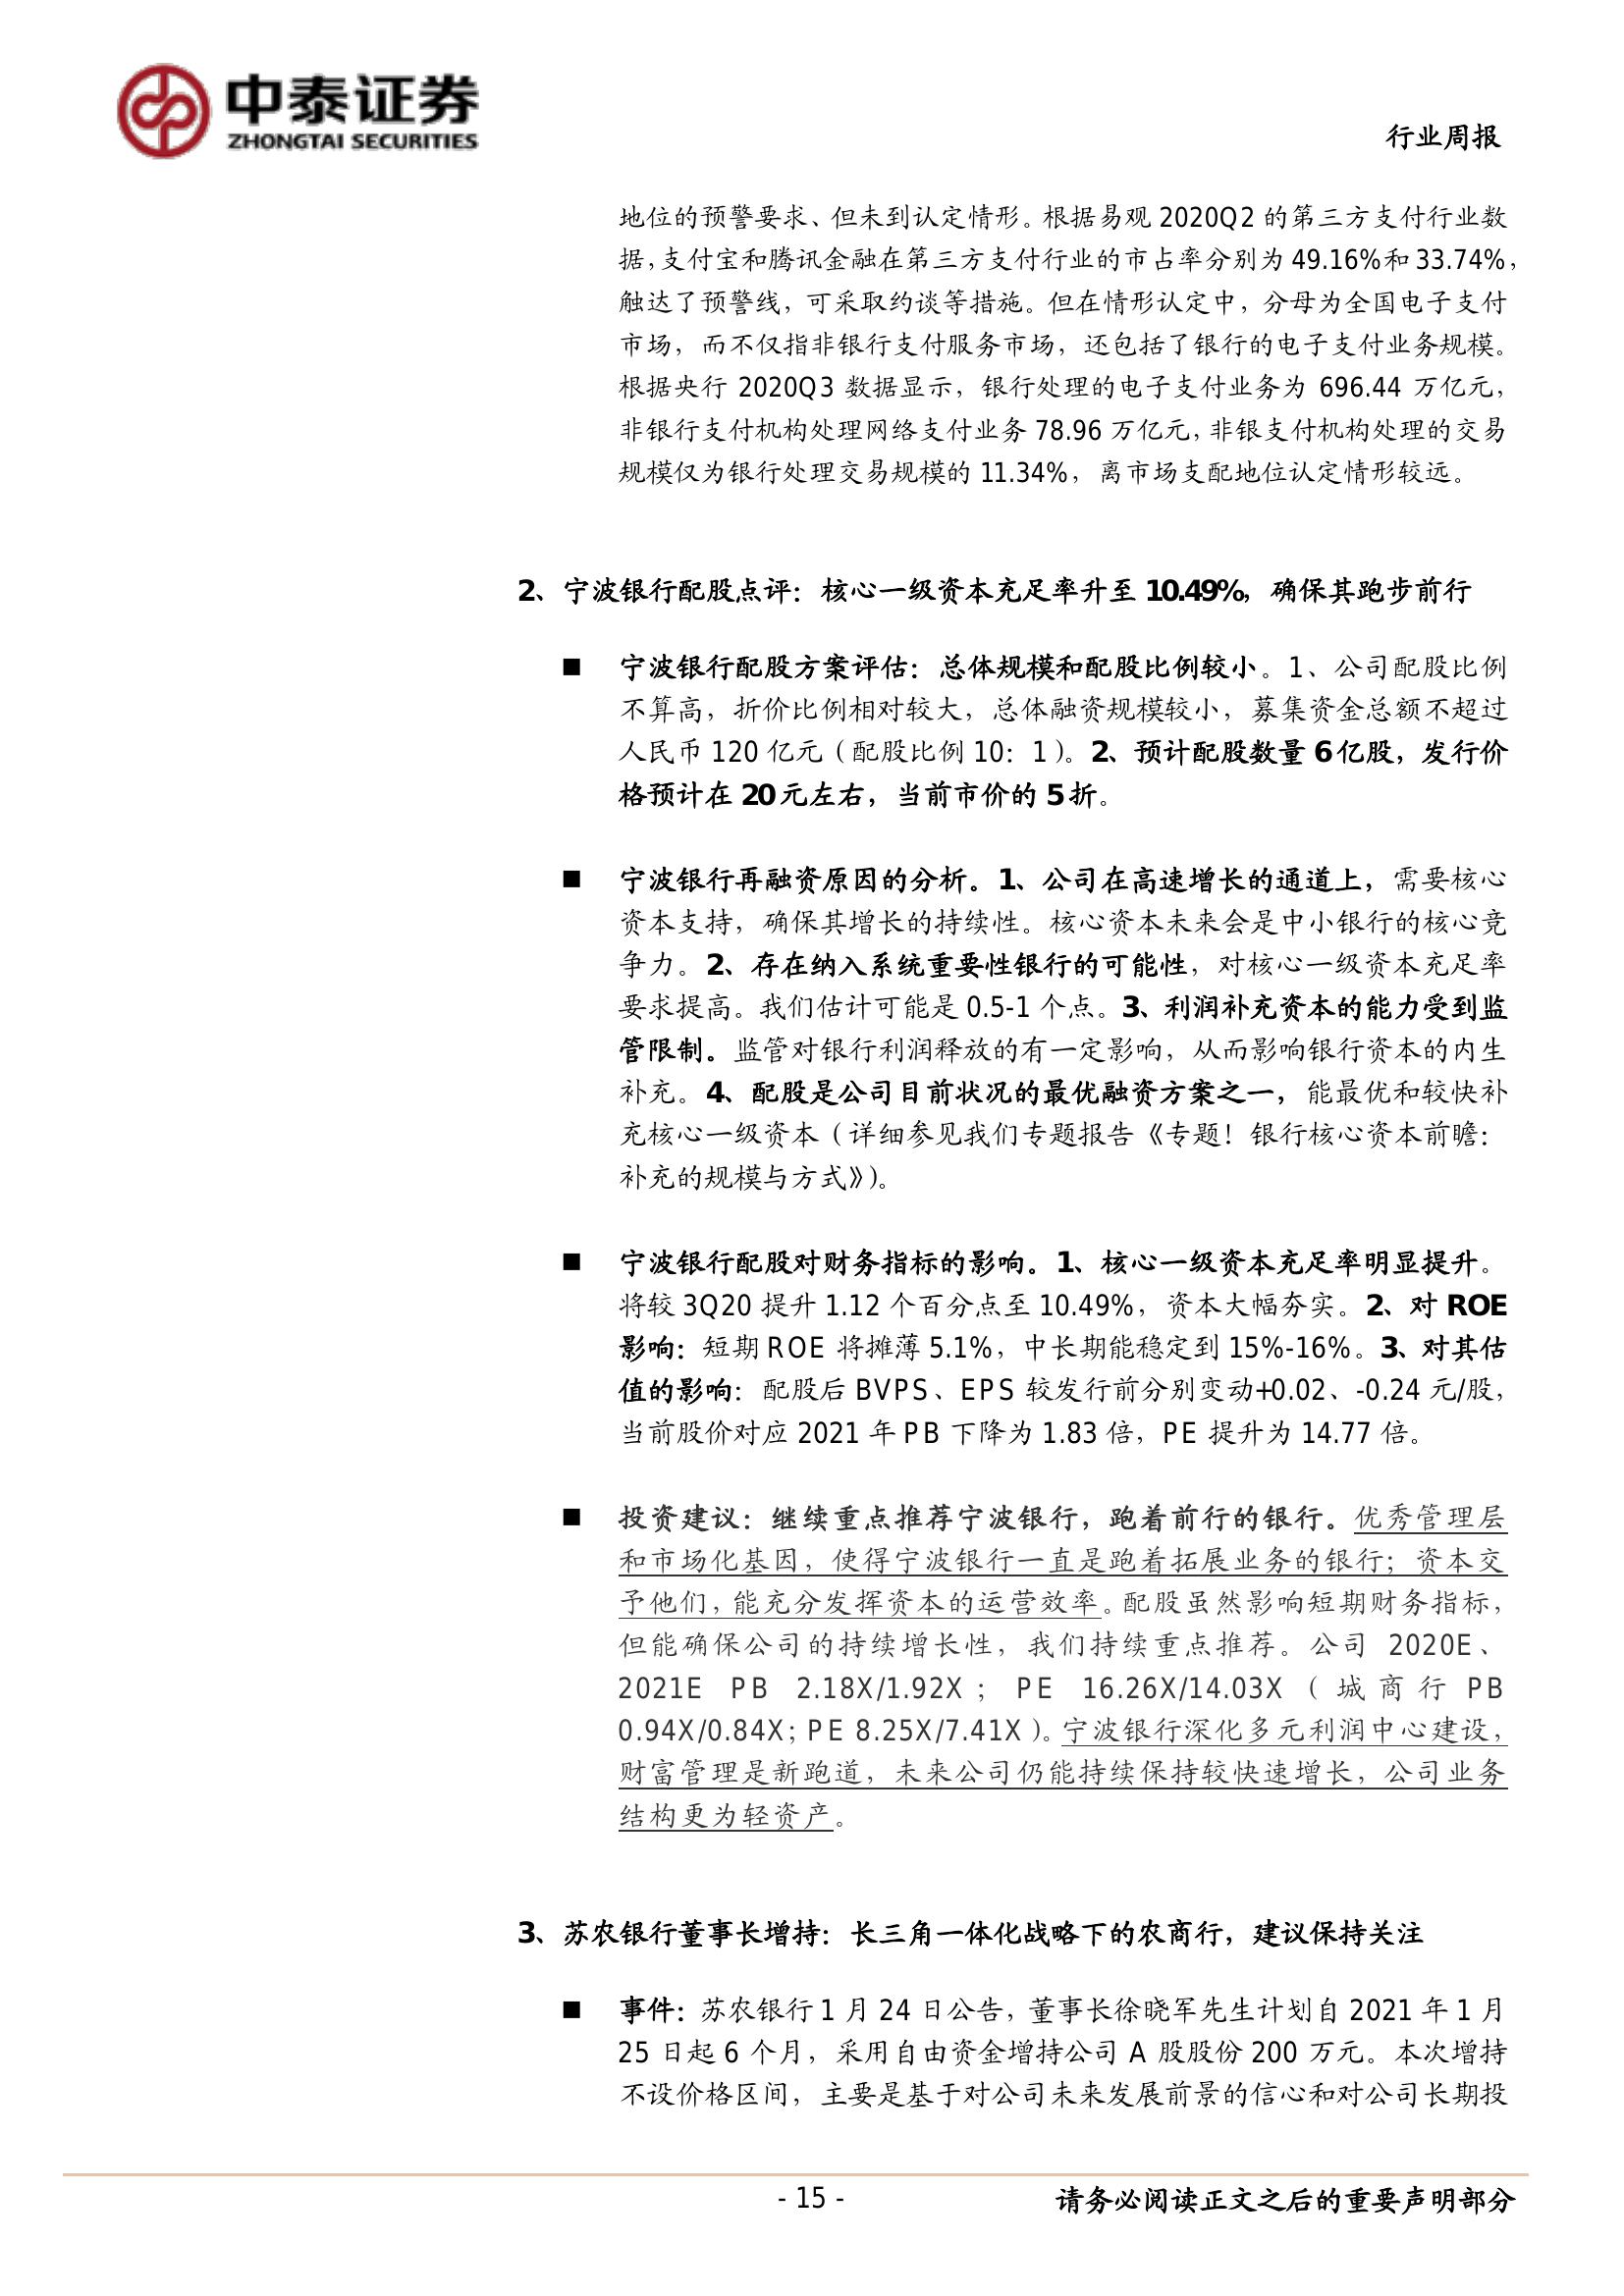 中泰证券
ZHONGTAI SECURITIES
行业周报
地位的预警要求、但未到认定情形。根据易观 2020Q2 的第三方支付行业数
据，支付宝和腾讯金融在第三方支付行业的市占率分别为 49.16%和 33.74%，
触达了预警线，可采取约谈等措施。但在情形认定中，分母为全国电子支付
市场，而不仅指非银行支付服务市场，还包括了银行的电子支付业务规模。
根据央行 2020Q3 数据显示，银行处理的电子支付业务为 696.44 万亿元，
非银行支付机构处理网络支付业务 78.96 万亿元，非银支付机构处理的交易
规模仅为银行处理交易规模的 11.34%，离市场支配地位认定情形较远。
2、宁波银行配股点评：核心一级资本充足率升至 10.49%，确保其跑步前行
■ 宁波银行配股方案评估：总体规模和配股比例较小。1、公司配股比例
不算高，折价比例相对较大，总体融资规模较小，募集资金总额不超过
人民币 120 亿元（配股比例 10：1）。2、预计配股数量 6 亿股，发行价
格预计在 20 元左右，当前市价的 5 折。
■ 宁波银行再融资原因的分析。1、公司在高速增长的通道上，需要核心
资本支持，确保其增长的持续性。核心资本未来会是中小银行的核心竞
争力。2、存在纳入系统重要性银行的可能性，对核心一级资本充足率
要求提高。我们估计可能是 0.5-1 个点。3、利润补充资本的能力受到监
管限制。监管对银行利润释放的有一定影响，从而影响银行资本的内生
补充。4、配股是公司目前状况的最优融资方案之一，能最优和较快补
充核心一级资本（详细参见我们专题报告《专题！银行核心资本前瞻：
补充的规模与方式》）。
■ 宁波银行配股对财务指标的影响。1、核心一级资本充足率明显提升。
将较 3Q20 提升 1.12 个百分点至 10.49%，资本大幅夯实。2、对 ROE
影响：短期 ROE 将摊薄 5.1%，中长期能稳定到 15%-16%。3、对其估
值的影响：配股后 BVPS、EPS 较发行前分别变动+0.02、-0.24 元/股，
当前股价对应 2021 年 PB 下降为 1.83 倍，PE 提升为 14.77 倍。
■ 投资建议：继续重点推荐宁波银行，跑着前行的银行。优秀管理层
和市场化基因，使得宁波银行一直是跑着拓展业务的银行；资本交
予他们，能充分发挥资本的运营效率。配股虽然影响短期财务指标，
但能确保公司的持续增长性，我们持续重点推荐。公司 2020E、
2021E PB 2.18X/1.92X；PE 16.26X/14.03X（城商行 PB
0.94X/0.84X；PE 8.25X/7.41X）。宁波银行深化多元利润中心建设，
财富管理是新跑道，未来公司仍能持续保持较快速增长，公司业务
结构更为轻资产。
3、苏农银行董事长增持：长三角一体化战略下的农商行，建议保持关注
■ 事件：苏农银行 1 月 24 日公告，董事长徐晓军先生计划自 2021 年 1 月
25 日起 6 个月，采用自由资金增持公司 A 股股份 200 万元。本次增持
不设价格区间，主要是基于对公司未来发展前景的信心和对公司长期投
- 15 -
请务必阅读正文之后的重要声明部分